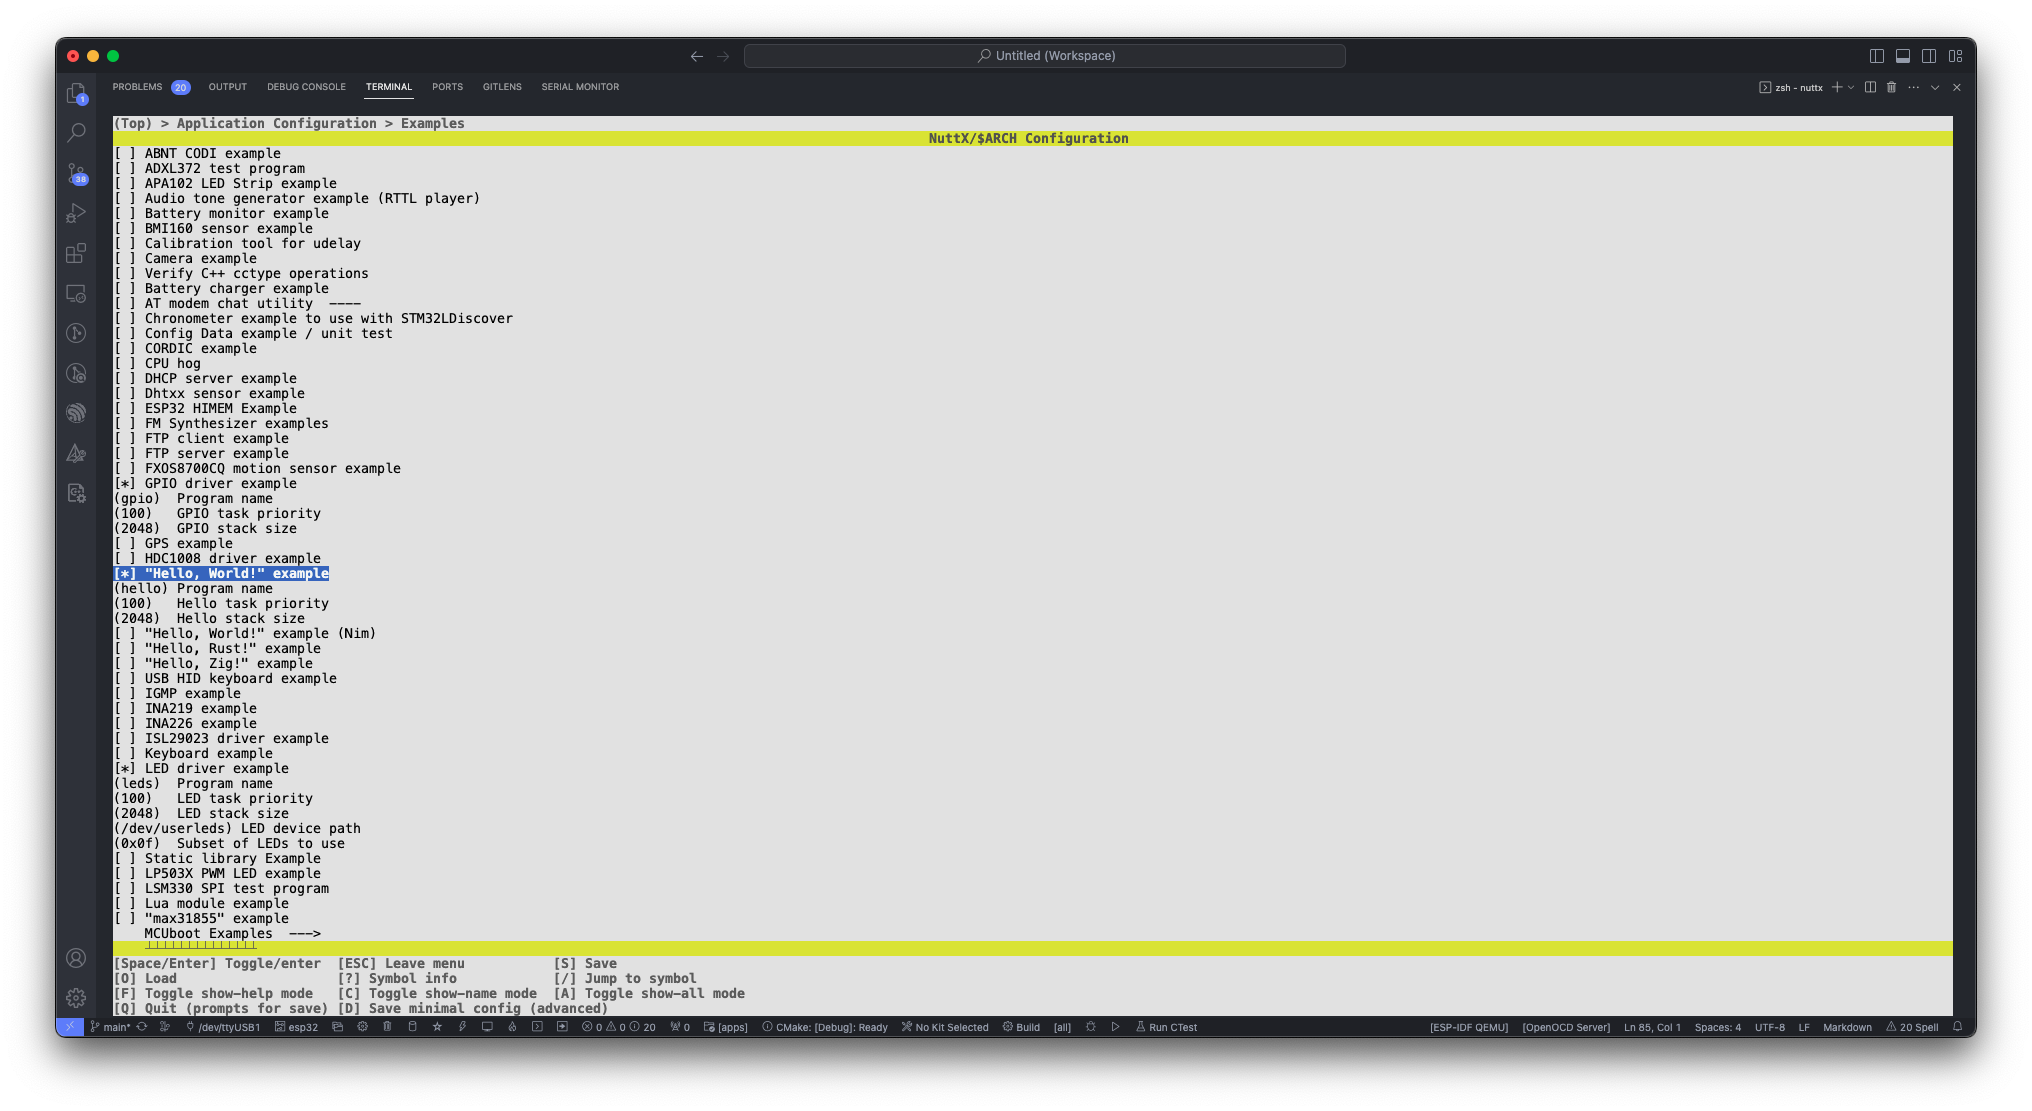 Untitled (Workspace)
PROBLEMS 20 OUTPUT DEBUG CONSOLE TERMINAL PORTS GITLENS SERIAL MONITOR
zsh - nuttx
1
38
(Top) > Application Configuration > Examples
NuttX/$ARCH Configuration
[ ] ABNT CODI example
[ ] ADXL372 test program
[ ] APA102 LED Strip example
[ ] Audio tone generator example (RTTL player)
[ ] Battery monitor example
[ ] BMI160 sensor example
[ ] Calibration tool for udelay
[ ] Camera example
[ ] Verify C++ cctype operations
[ ] Battery charger example
[ ] AT modem chat utility  ----
[ ] Chronometer example to use with STM32LDiscover
[ ] Config Data example / unit test
[ ] CORDIC example
[ ] CPU hog
[ ] DHCP server example
[ ] Dhtxx sensor example
[ ] ESP32 HIMEM Example
[ ] FM Synthesizer examples
[ ] FTP client example
[ ] FTP server example
[ ] FXOS8700CQ motion sensor example
[*] GPIO driver example
(gpio)  Program name
(100)   GPIO task priority
(2048)  GPIO stack size
[ ] GPS example
[ ] HDC1008 driver example
[*] "Hello, World!" example
(hello) Program name
(100)   Hello task priority
(2048)  Hello stack size
[ ] "Hello, World!" example (Nim)
[ ] "Hello, Rust!" example
[ ] "Hello, Zig!" example
[ ] USB HID keyboard example
[ ] IGMP example
[ ] INA219 example
[ ] INA226 example
[ ] ISL29023 driver example
[ ] Keyboard example
[*] LED driver example
(leds)  Program name
(100)   LED task priority
(2048)  LED stack size
(/dev/userleds) LED device path
(0x0f)  Subset of LEDs to use
[ ] Static library Example
[ ] LP503X PWM LED example
[ ] LSM330 SPI test program
[ ] Lua module example
[ ] "max31855" example
MCUboot Examples  --->
[Space/Enter] Toggle/enter  [ESC] Leave menu  [S] Save
[O] Load  [?] Symbol info  [/] Jump to symbol
[F] Toggle show-help mode  [C] Toggle show-name mode  [A] Toggle show-all mode
[Q] Quit (prompts for save)  [D] Save minimal config (advanced)
main* /dev/ttyUSB1 esp32 0 0 20 0 [apps] CMake: [Debug]: Ready No Kit Selected Build [all] Run CTest [ESP-IDF QEMU] [OpenOCD Server] Ln 85, Col 1 Spaces: 4 UTF-8 LF Markdown 20 Spell